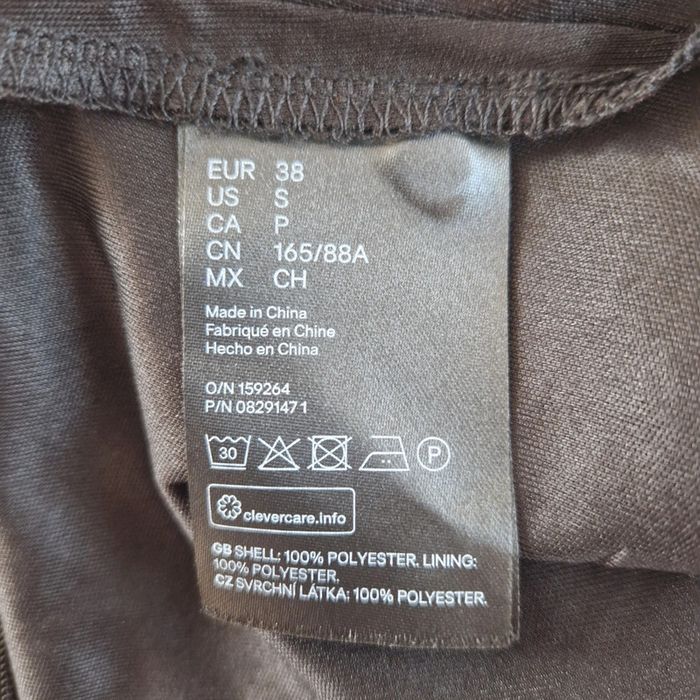 EUR 38
US S
CA P
CN 165/88A
MX CH
Made in China
Fabriqué en Chine
Hecho en China
O/N 159264
P/N 08291471
30 P
clevercare.info
GB SHELL: 100% POLYESTER. LINING:
100% POLYESTER.
CZ SVRCHNÍ LÁTKA: 100% POLYESTER.